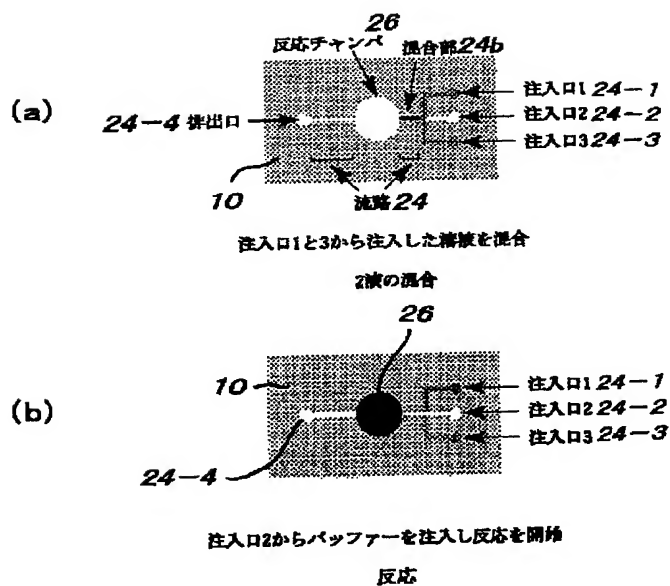 26
反応チャンバ
混合部24b
(a)
注入口1 24-1
24-4 排出口
注入口2 24-2
注入口3 24-3
10
流路 24
注入口1と3から注入した溶液を混合
2液の混合
26
10
(b)
注入口1 24-1
注入口2 24-2
注入口3 24-3
24-4
注入口2からバッファーを注入し反応を開始
反応